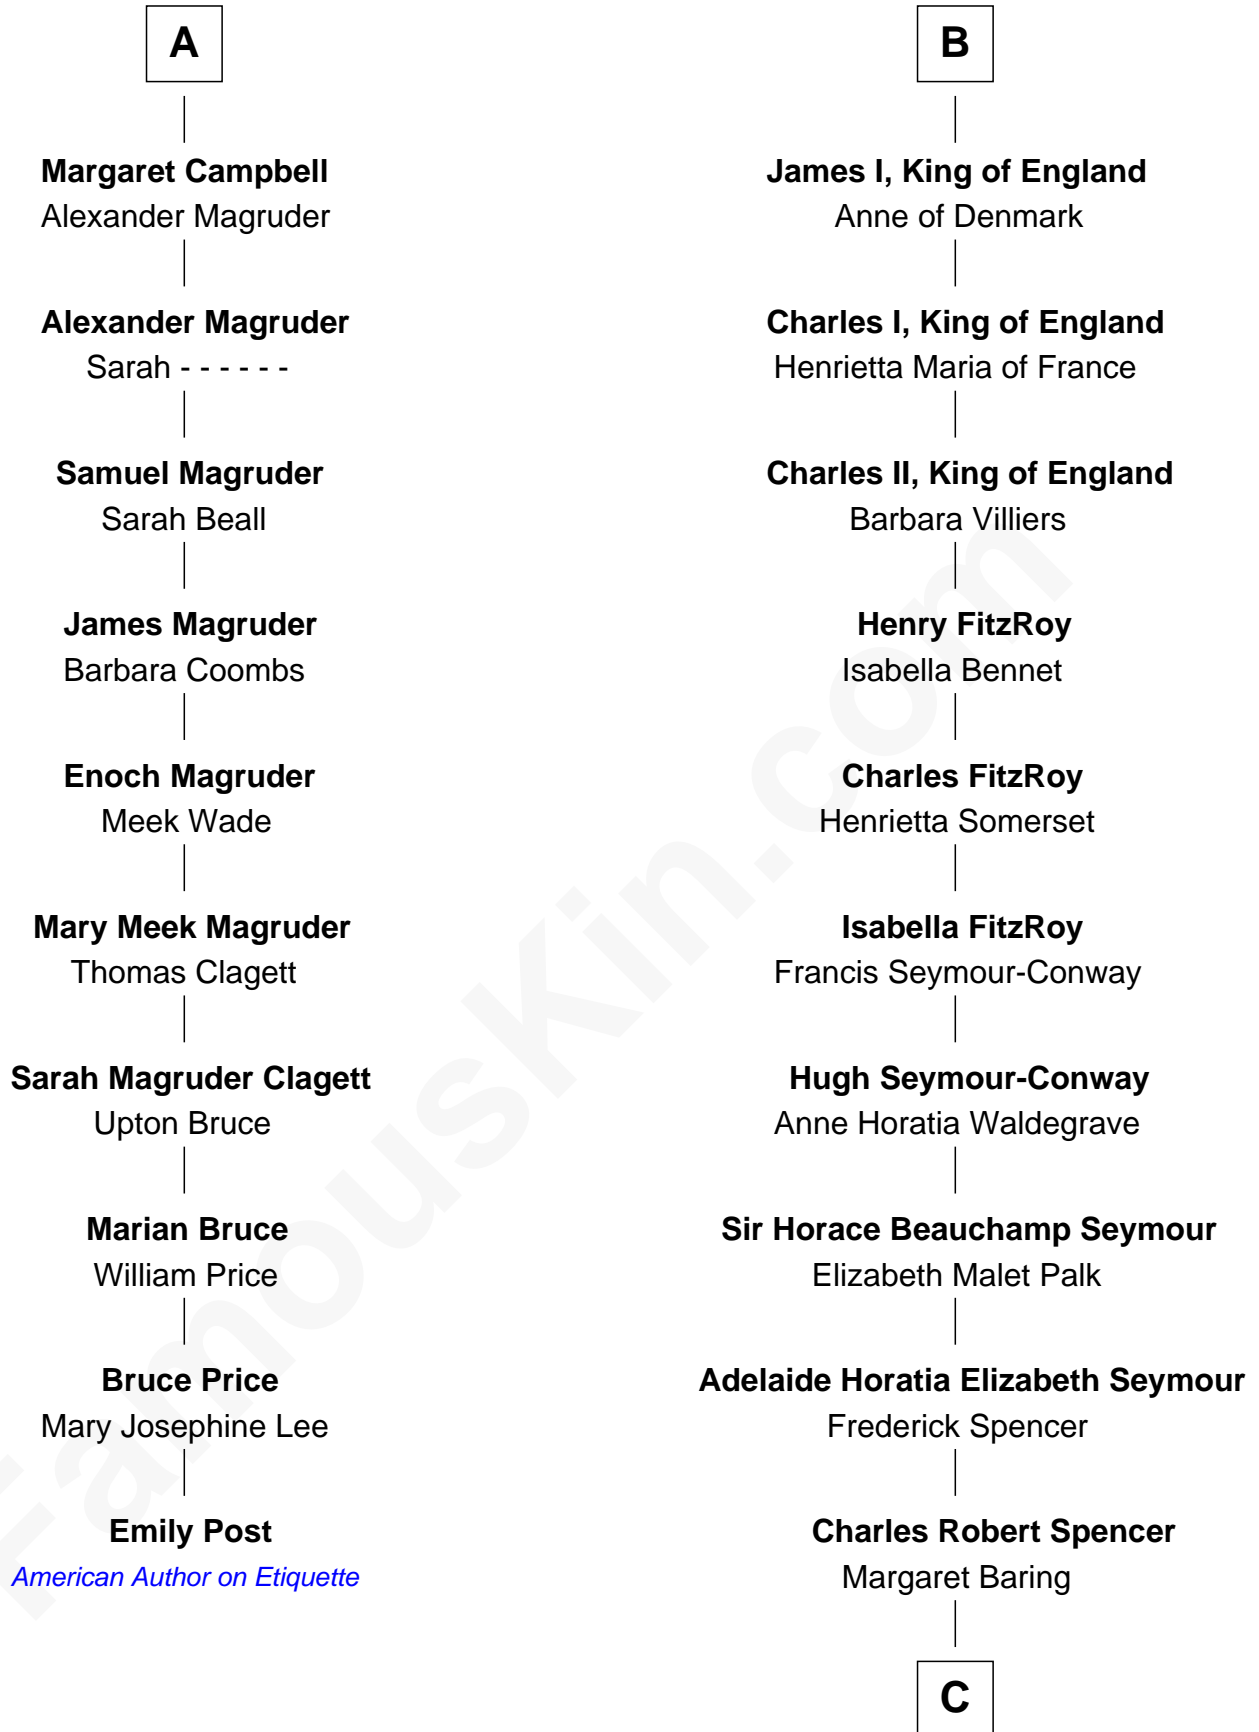 A
Margaret Campbell
Alexander Magruder
Alexander Magruder
Sarah - - - - - -
Samuel Magruder
Sarah Beall
James Magruder
Barbara Coombs
Enoch Magruder
Meek Wade
Mary Meek Magruder
Thomas Clagett
Sarah Magruder Clagett
Upton Bruce
Marian Bruce
William Price
Bruce Price
Mary Josephine Lee
Emily Post
American Author on Etiquette
B
James I, King of England
Anne of Denmark
Charles I, King of England
Henrietta Maria of France
Charles II, King of England
Barbara Villiers
Henry FitzRoy
Isabella Bennet
Charles FitzRoy
Henrietta Somerset
Isabella FitzRoy
Francis Seymour-Conway
Hugh Seymour-Conway
Anne Horatia Waldegrave
Sir Horace Beauchamp Seymour
Elizabeth Malet Palk
Adelaide Horatia Elizabeth Seymour
Frederick Spencer
Charles Robert Spencer
Margaret Baring
C
FamousKin.com